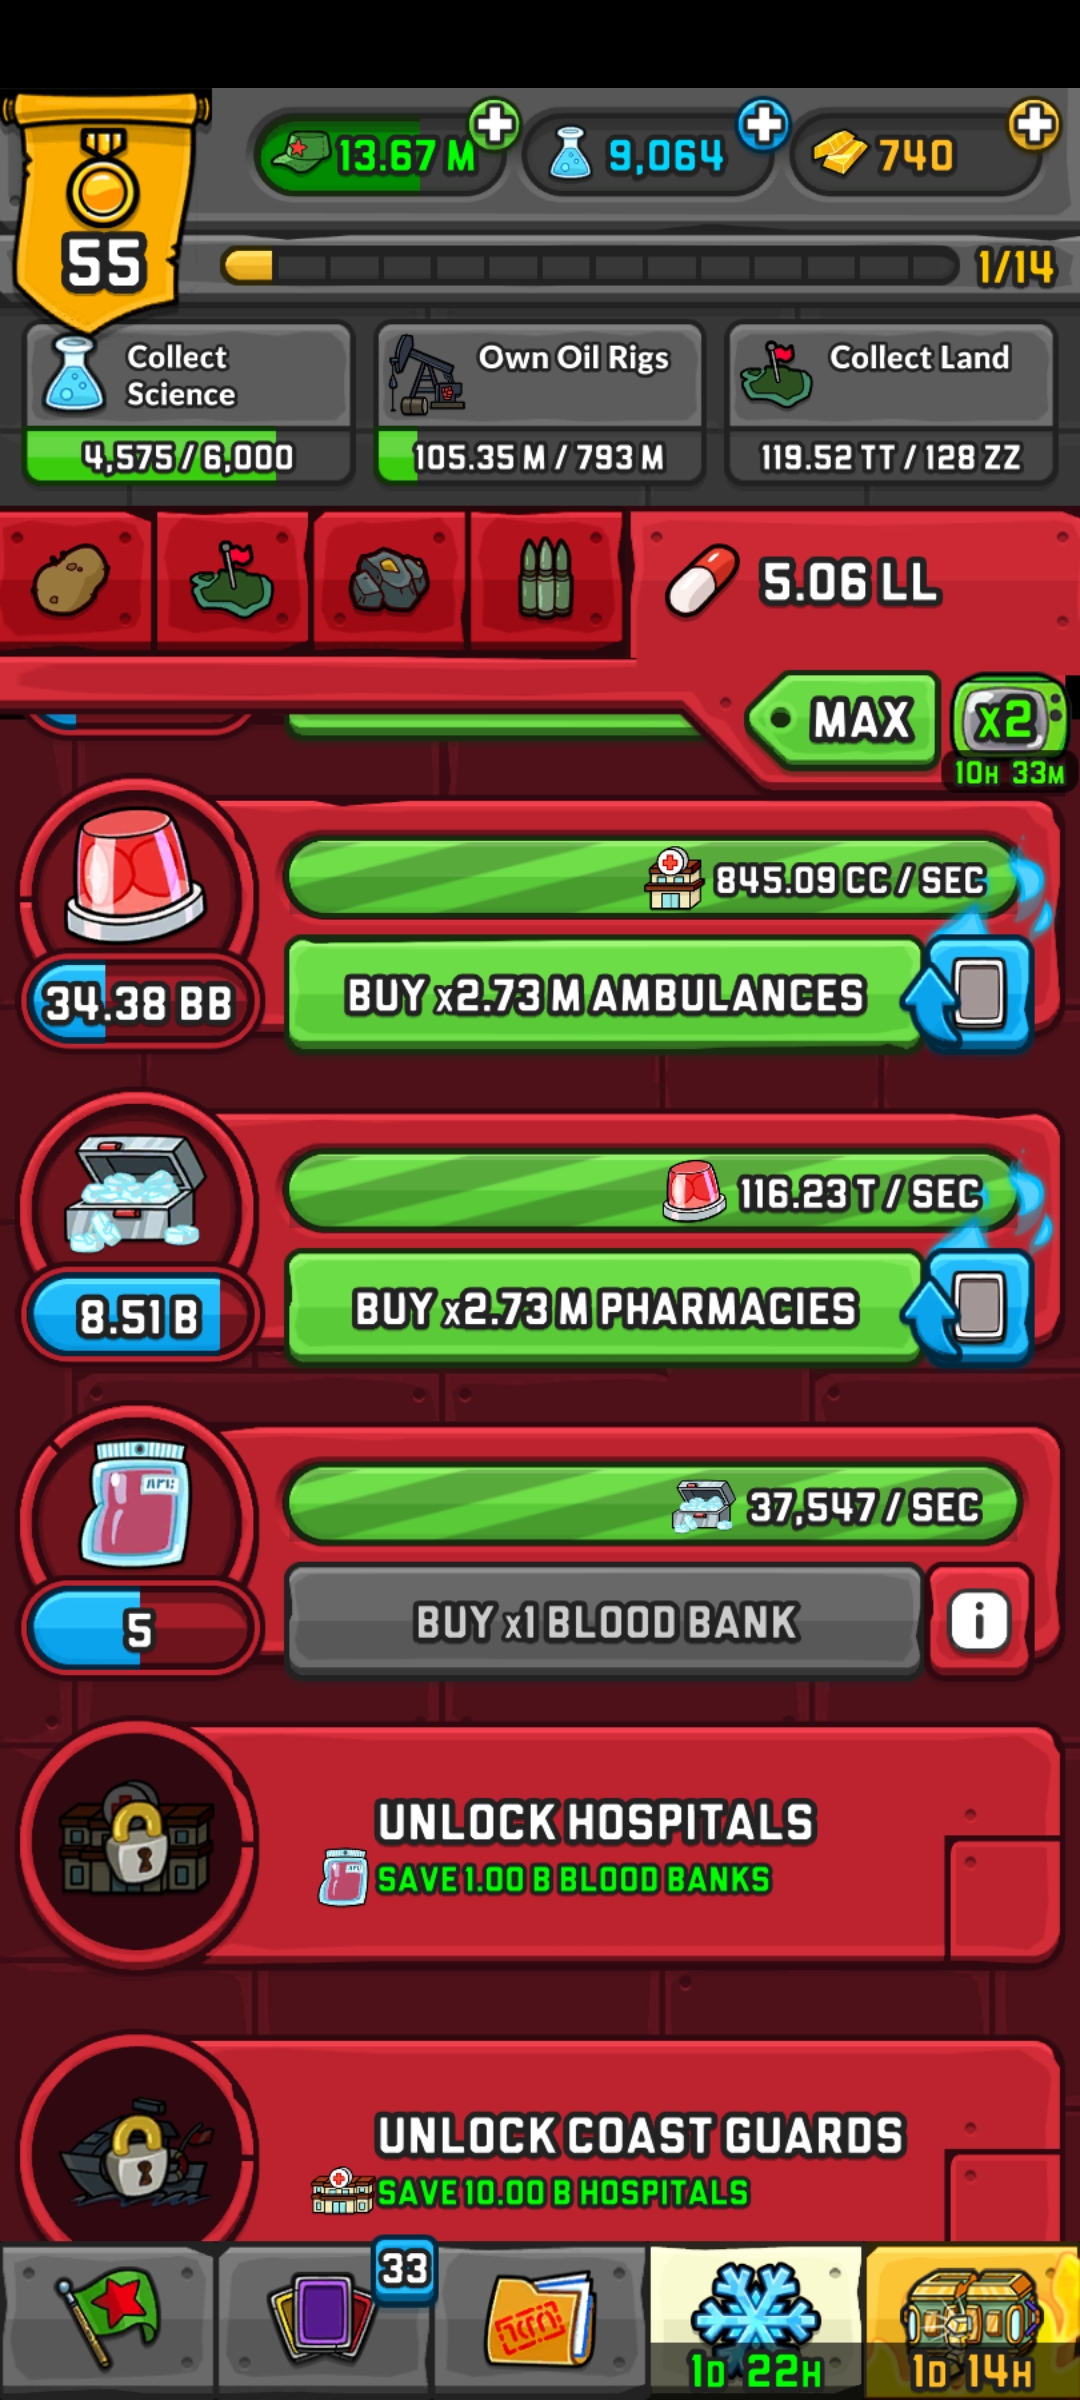 13.67 M
9,064
740
55
1/14
Collect
Science
Own Oil Rigs
Collect Land
4,575 / 6,000
105.35 M / 793 M
119.52 TT / 128 ZZ
5.06 LL
MAX
x2
10H 33M
845.09 CC / SEC
34.38 BB
BUY x2.73 M AMBULANCES
116.23 T / SEC
8.51 B
BUY x2.73 M PHARMACIES
37,547 / SEC
5
BUY x1 BLOOD BANK
i
UNLOCK HOSPITALS
SAVE 1.00 B BLOOD BANKS
UNLOCK COAST GUARDS
SAVE 10.00 B HOSPITALS
33
1D 22H
1D 14H